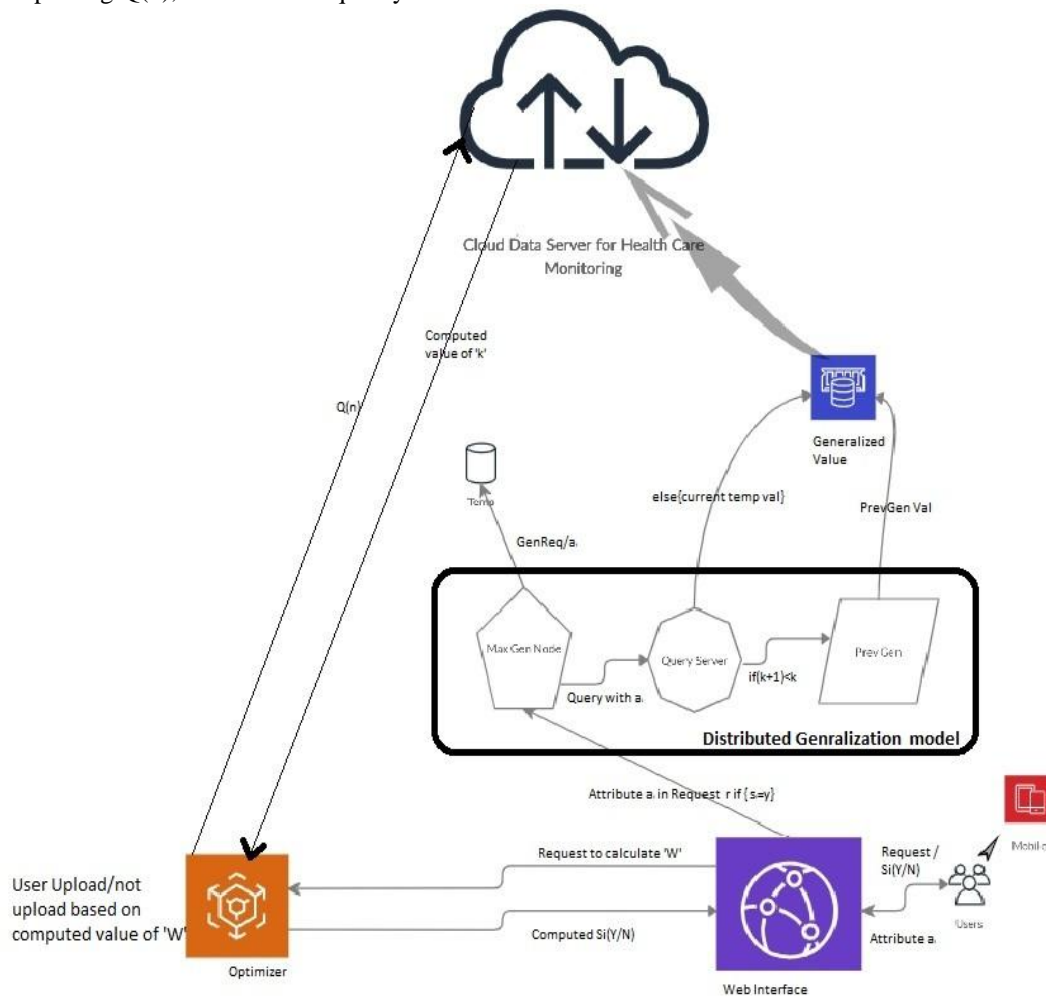 Cloud Data Server for Health Care
Monitoring
Computed
value of 'k'
Q(n)
Generalized
Value
Temp
else{current temp val}
PrevGen Val
GenReq/aᵢ
Max Gen Node
Query Server
Prev Gen
if(k+1)<k
Query with aᵢ
Distributed Genralization model
Attribute aᵢ in Request r if { sᵢ=y}
Request to calculate 'W'
Request /
Si(Y/N)
Users
User Upload/not
upload based on
computed value of 'W'
Computed Si(Y/N)
Attribute aᵢ
Optimizer
Web Interface